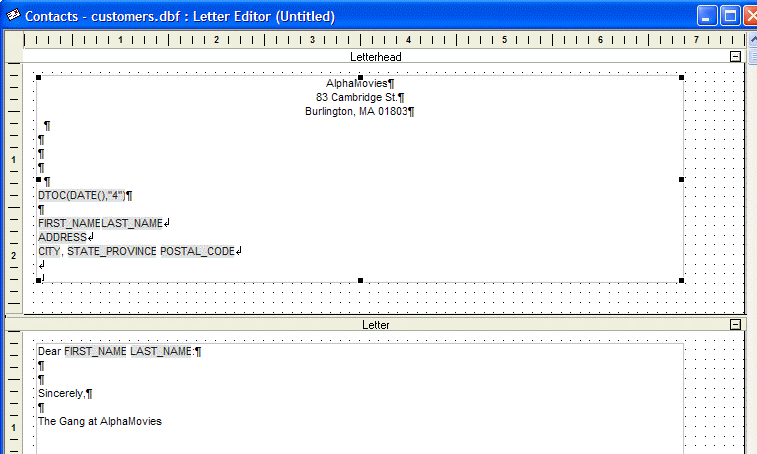 Contacts - customers.dbf : Letter Editor (Untitled)
1 2 3 4 5 6 7
Letterhead
AlphaMovies¶
83 Cambridge St.¶
Burlington, MA 01803¶
¶
¶
¶
¶
¶
DTOC(DATE(),"4")¶
¶
FIRST_NAMELAST_NAME↲
ADDRESS↲
CITY, STATE_PROVINCE POSTAL_CODE↲
↲
↲
1
2
Letter
Dear FIRST_NAME LAST_NAME:¶
¶
¶
Sincerely,¶
¶
The Gang at AlphaMovies
1